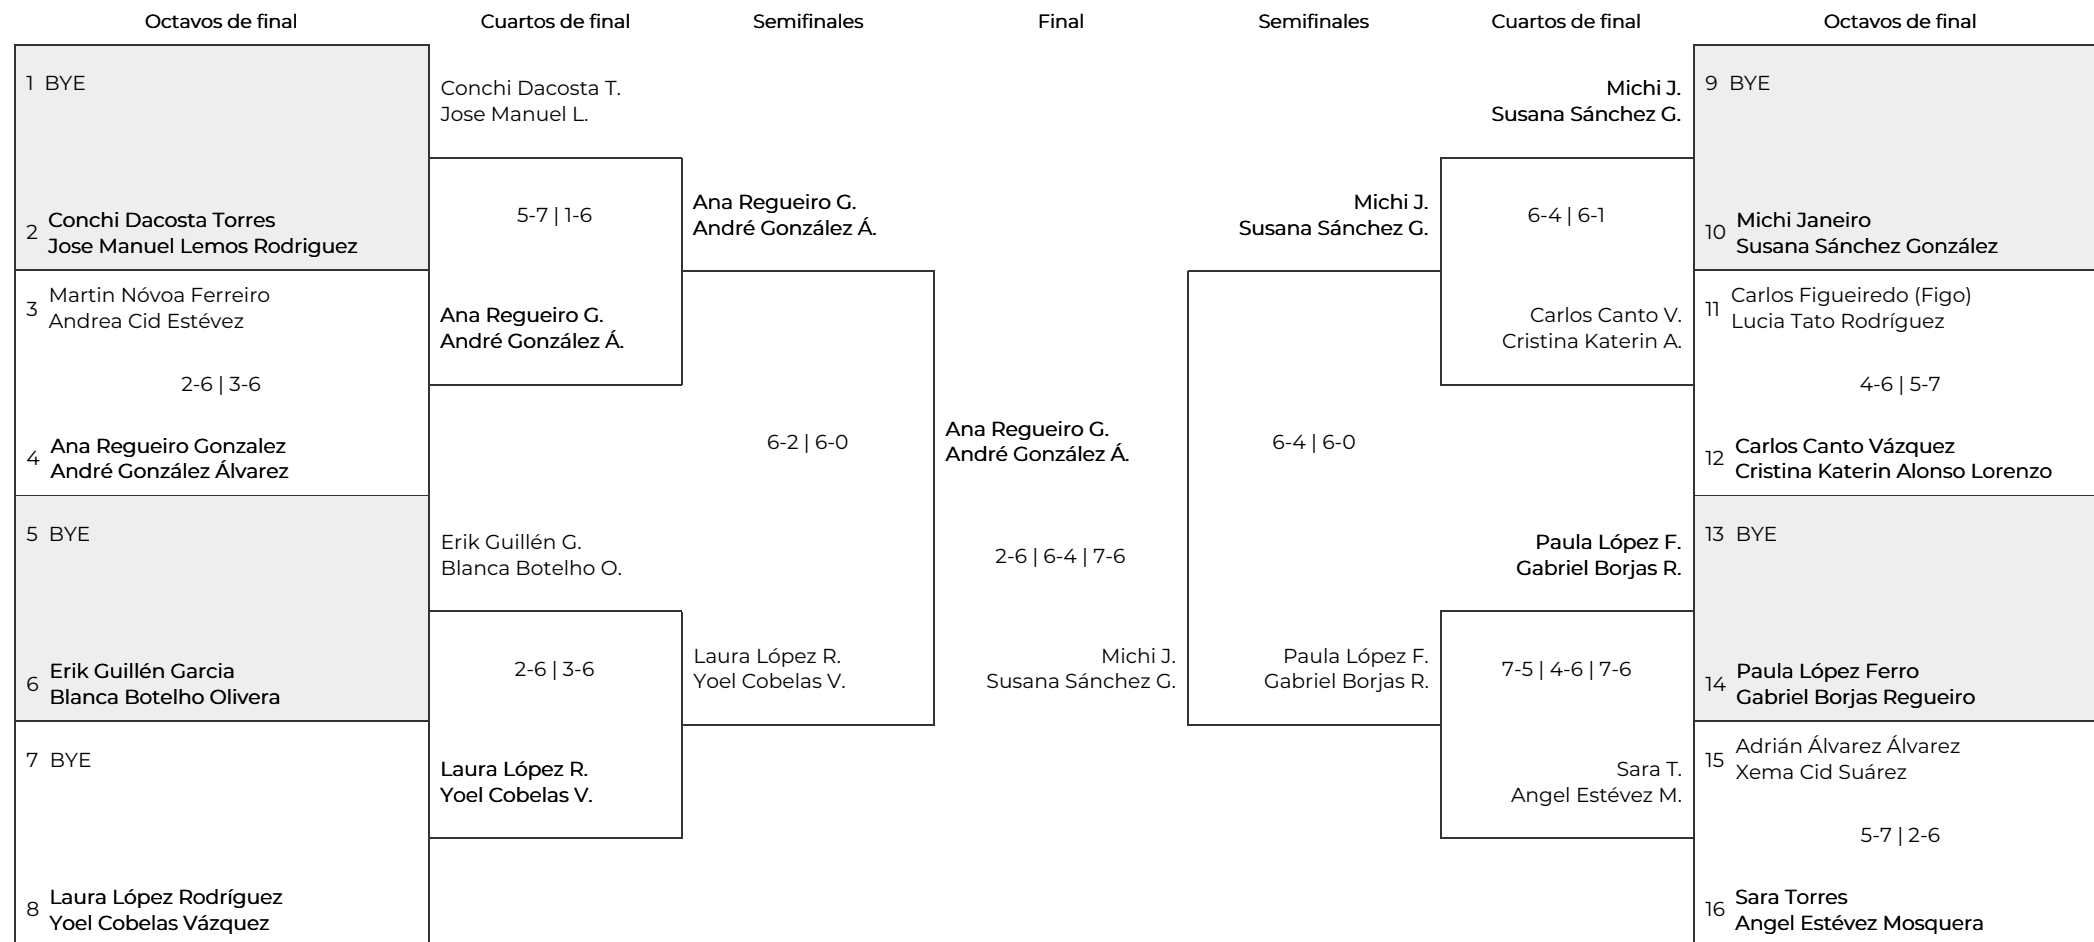 Octavos de final
Cuartos de final
Semifinales
Final
Semifinales
Cuartos de final
Octavos de final
1 BYE
2 Conchi Dacosta Torres
Jose Manuel Lemos Rodriguez
3 Martin Nóvoa Ferreiro
Andrea Cid Estévez
2-6 | 3-6
4 Ana Regueiro Gonzalez
André González Álvarez
5 BYE
6 Erik Guillén Garcia
Blanca Botelho Olivera
7 BYE
8 Laura López Rodríguez
Yoel Cobelas Vázquez
Conchi Dacosta T.
Jose Manuel L.
5-7 | 1-6
Ana Regueiro G.
André González Á.
Erik Guillén G.
Blanca Botelho O.
2-6 | 3-6
Laura López R.
Yoel Cobelas V.
Ana Regueiro G.
André González Á.
6-2 | 6-0
Laura López R.
Yoel Cobelas V.
Ana Regueiro G.
André González Á.
2-6 | 6-4 | 7-6
Michi J.
Susana Sánchez G.
Michi J.
Susana Sánchez G.
6-4 | 6-0
Paula López F.
Gabriel Borjas R.
Michi J.
Susana Sánchez G.
6-4 | 6-1
Carlos Canto V.
Cristina Katerin A.
Paula López F.
Gabriel Borjas R.
7-5 | 4-6 | 7-6
Sara T.
Angel Estévez M.
9 BYE
10 Michi Janeiro
Susana Sánchez González
11 Carlos Figueiredo (Figo)
Lucia Tato Rodríguez
4-6 | 5-7
12 Carlos Canto Vázquez
Cristina Katerin Alonso Lorenzo
13 BYE
14 Paula López Ferro
Gabriel Borjas Regueiro
15 Adrián Álvarez Álvarez
Xema Cid Suárez
5-7 | 2-6
16 Sara Torres
Angel Estévez Mosquera